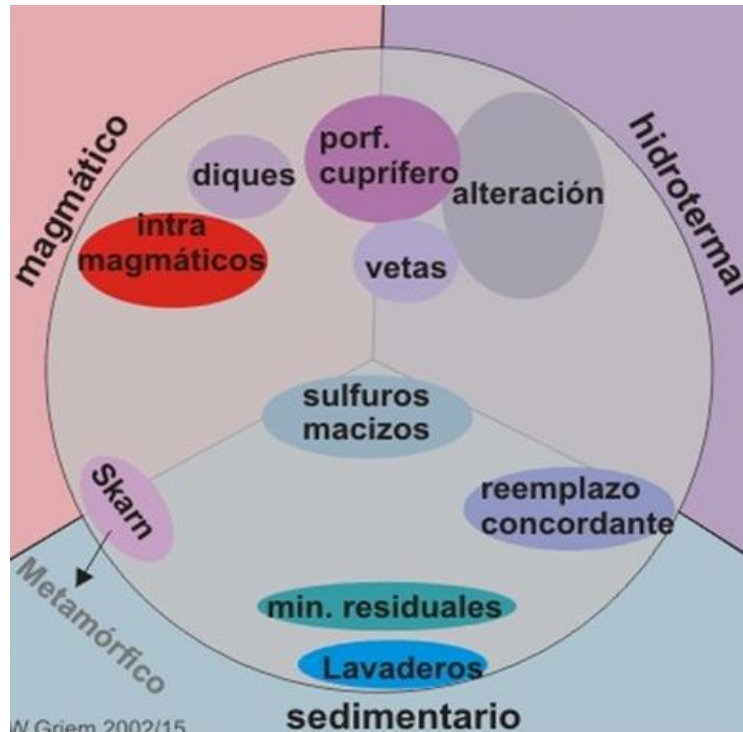 magmático
hidrotermal
diques
porf.
cuprífero
alteración
intra
magmáticos
vetas
sulfuros
macizos
Skarn
reemplazo
concordante
Metamórfico
min. residuales
Lavaderos
sedimentario
W Griem 2002/15